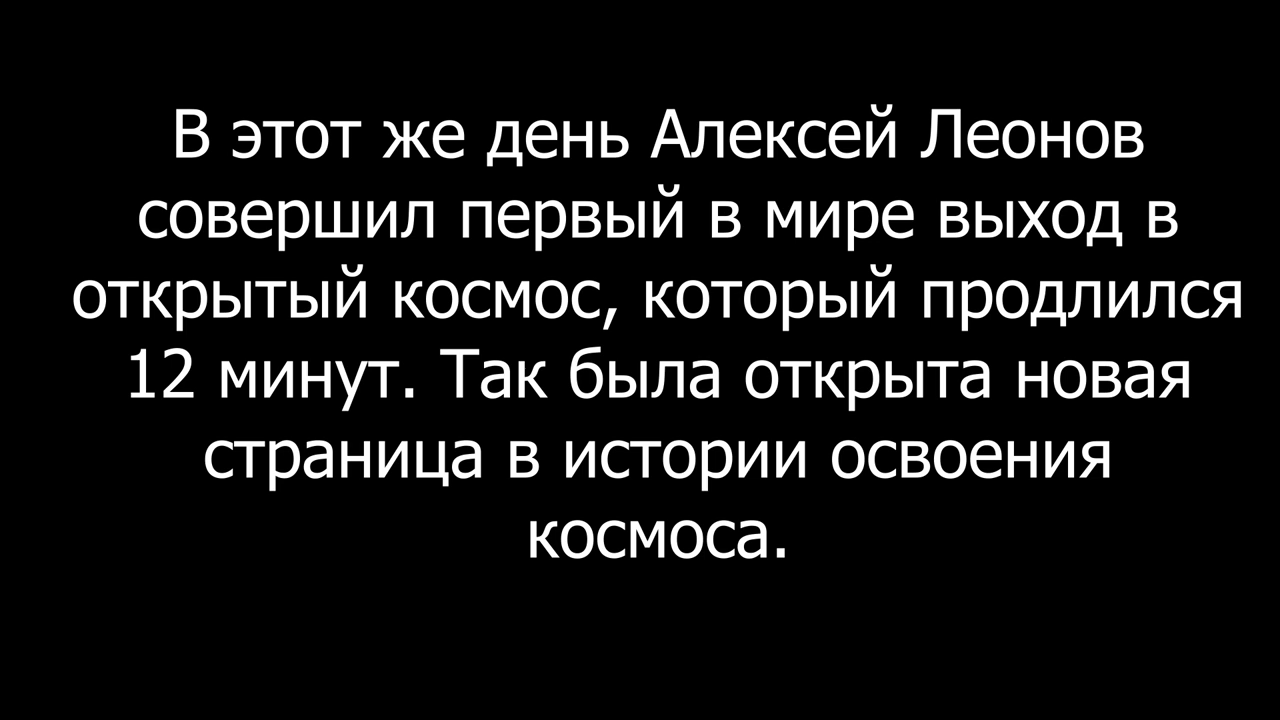 В этот же день Алексей Леонов
совершил первый в мире выход в
открытый космос, который продлился
12 минут. Так была открыта новая
страница в истории освоения
космоса.